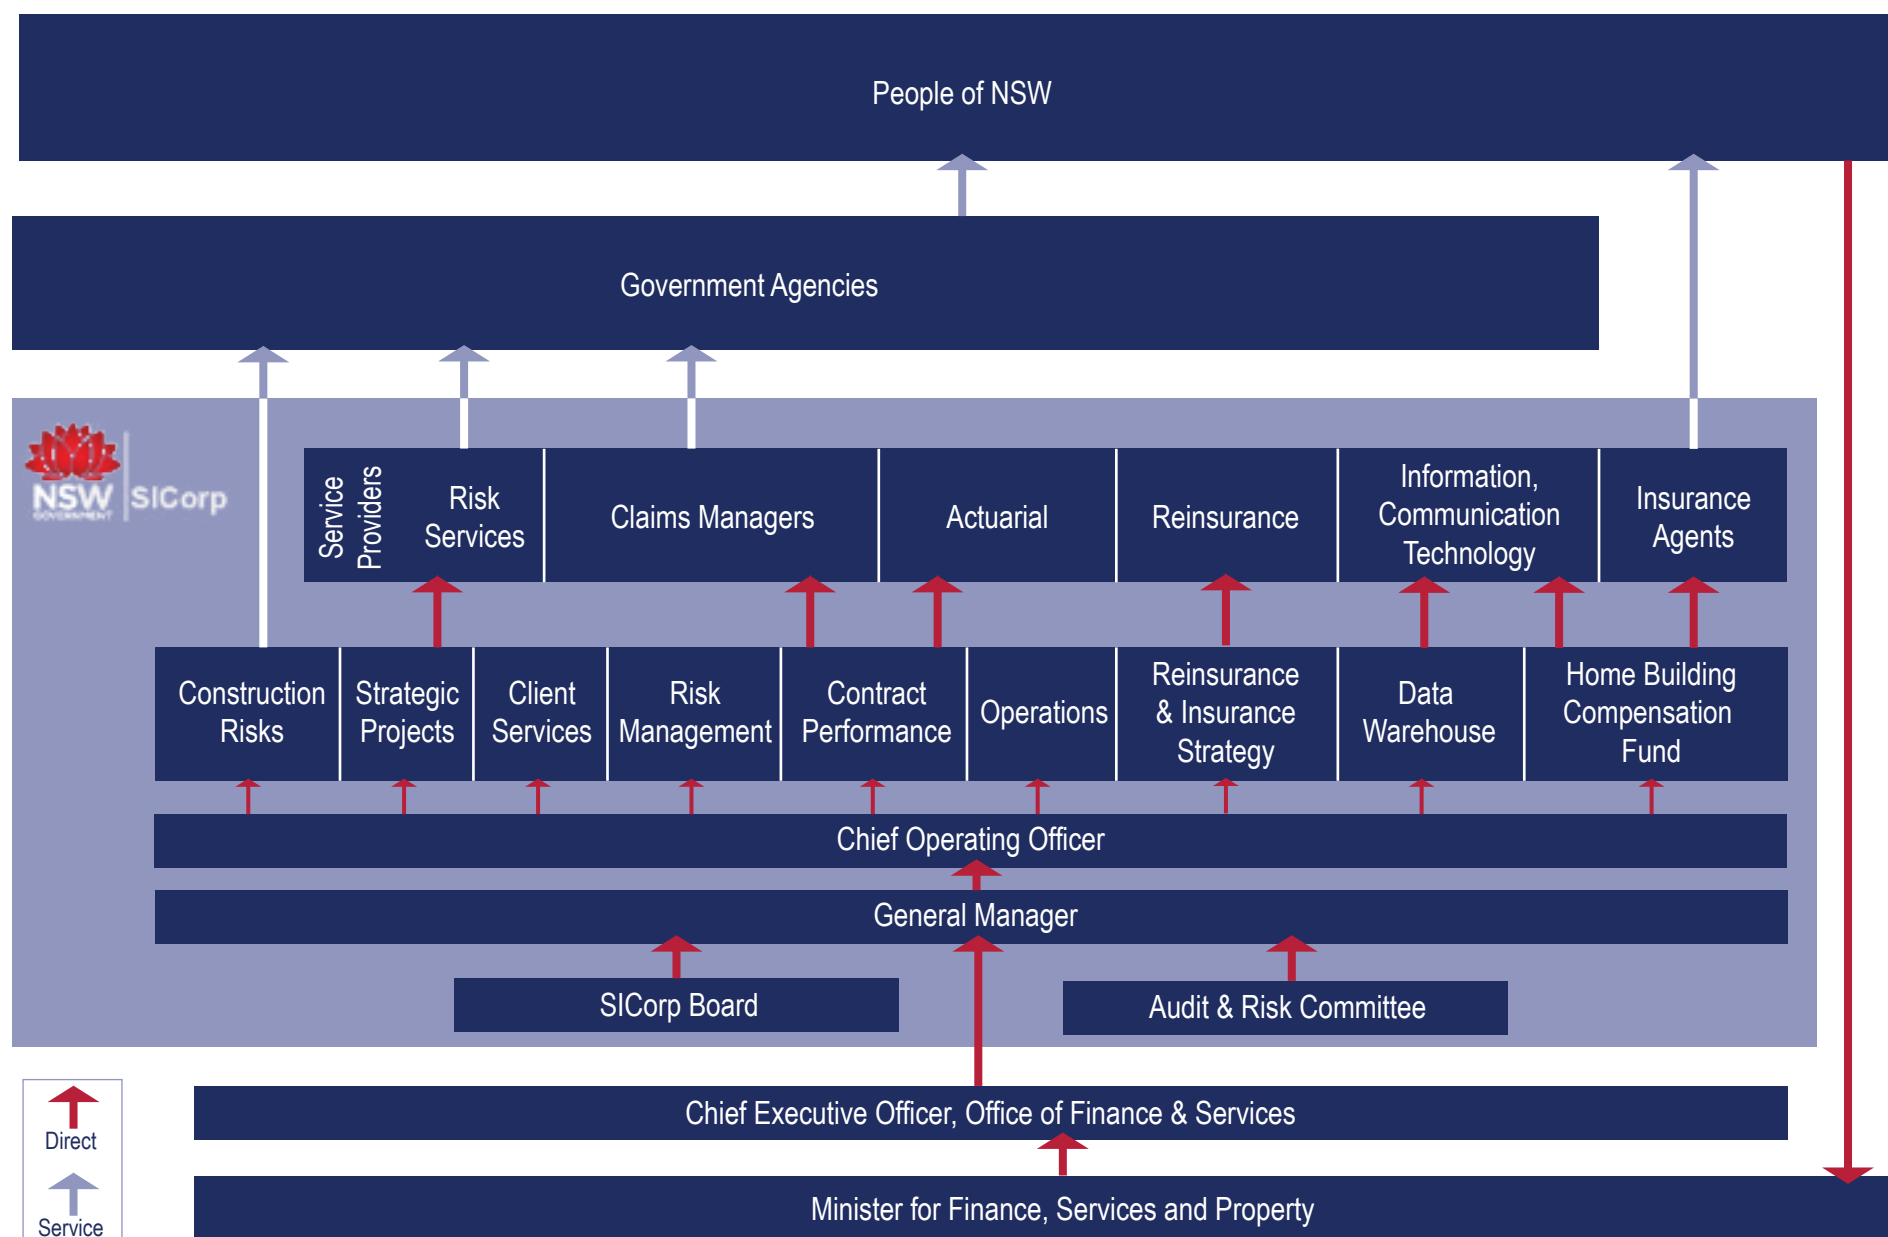 People of NSW
Government Agencies
NSW
GOVERNMENT
SICorp
Service
Providers
Risk
Services
Claims Managers
Actuarial
Reinsurance
Information,
Communication
Technology
Insurance
Agents
Construction
Risks
Strategic
Projects
Client
Services
Risk
Management
Contract
Performance
Operations
Reinsurance
& Insurance
Strategy
Data
Warehouse
Home Building
Compensation
Fund
Chief Operating Officer
General Manager
SICorp Board
Audit & Risk Committee
Chief Executive Officer, Office of Finance & Services
Minister for Finance, Services and Property
Direct
Service